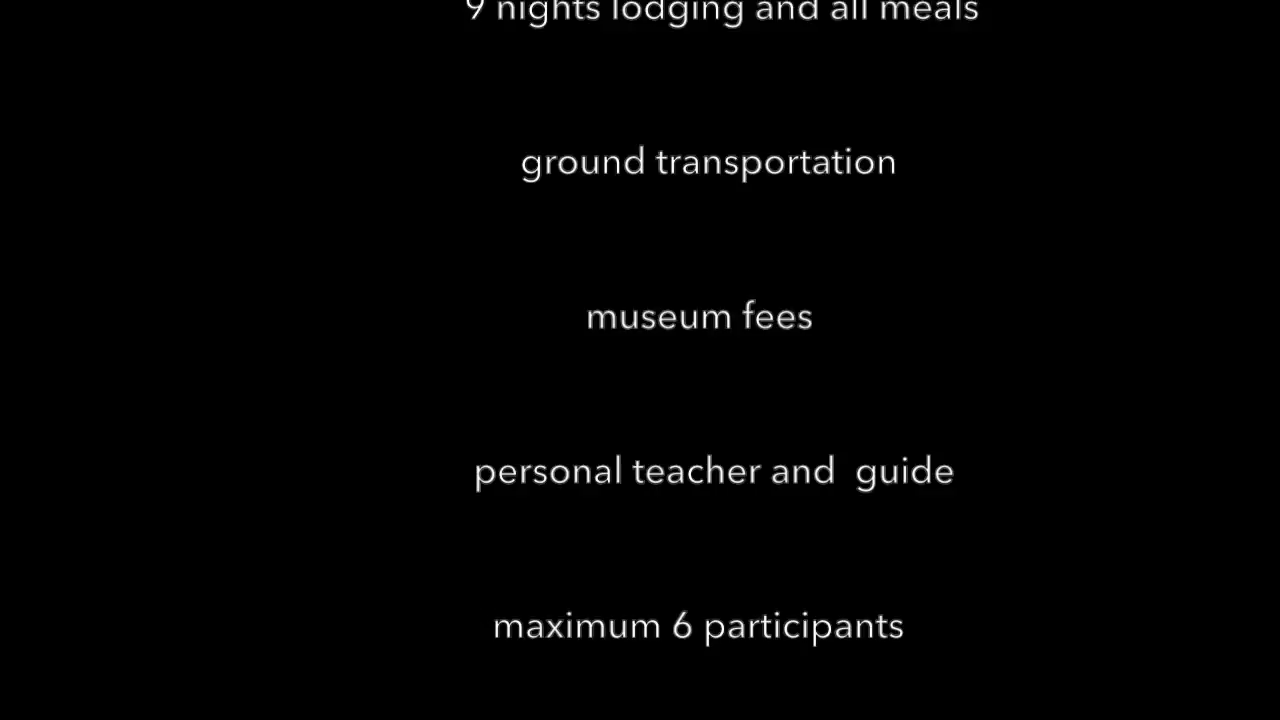 9 nights lodging and all meals
ground transportation
museum fees
personal teacher and  guide
maximum 6 participants